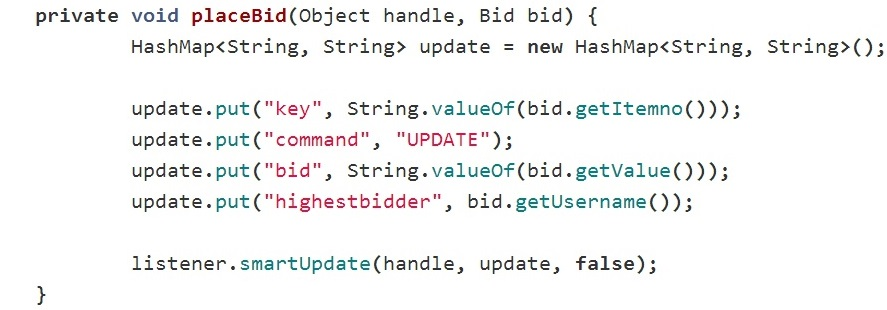 private void placeBid(Object handle, Bid bid) {
HashMap<String, String> update = new HashMap<String, String>();
update.put("key", String.valueOf(bid.getItemno()));
update.put("command", "UPDATE");
update.put("bid", String.valueOf(bid.getValue()));
update.put("highestbidder", bid.getUsername());
listener.smartUpdate(handle, update, false);
}